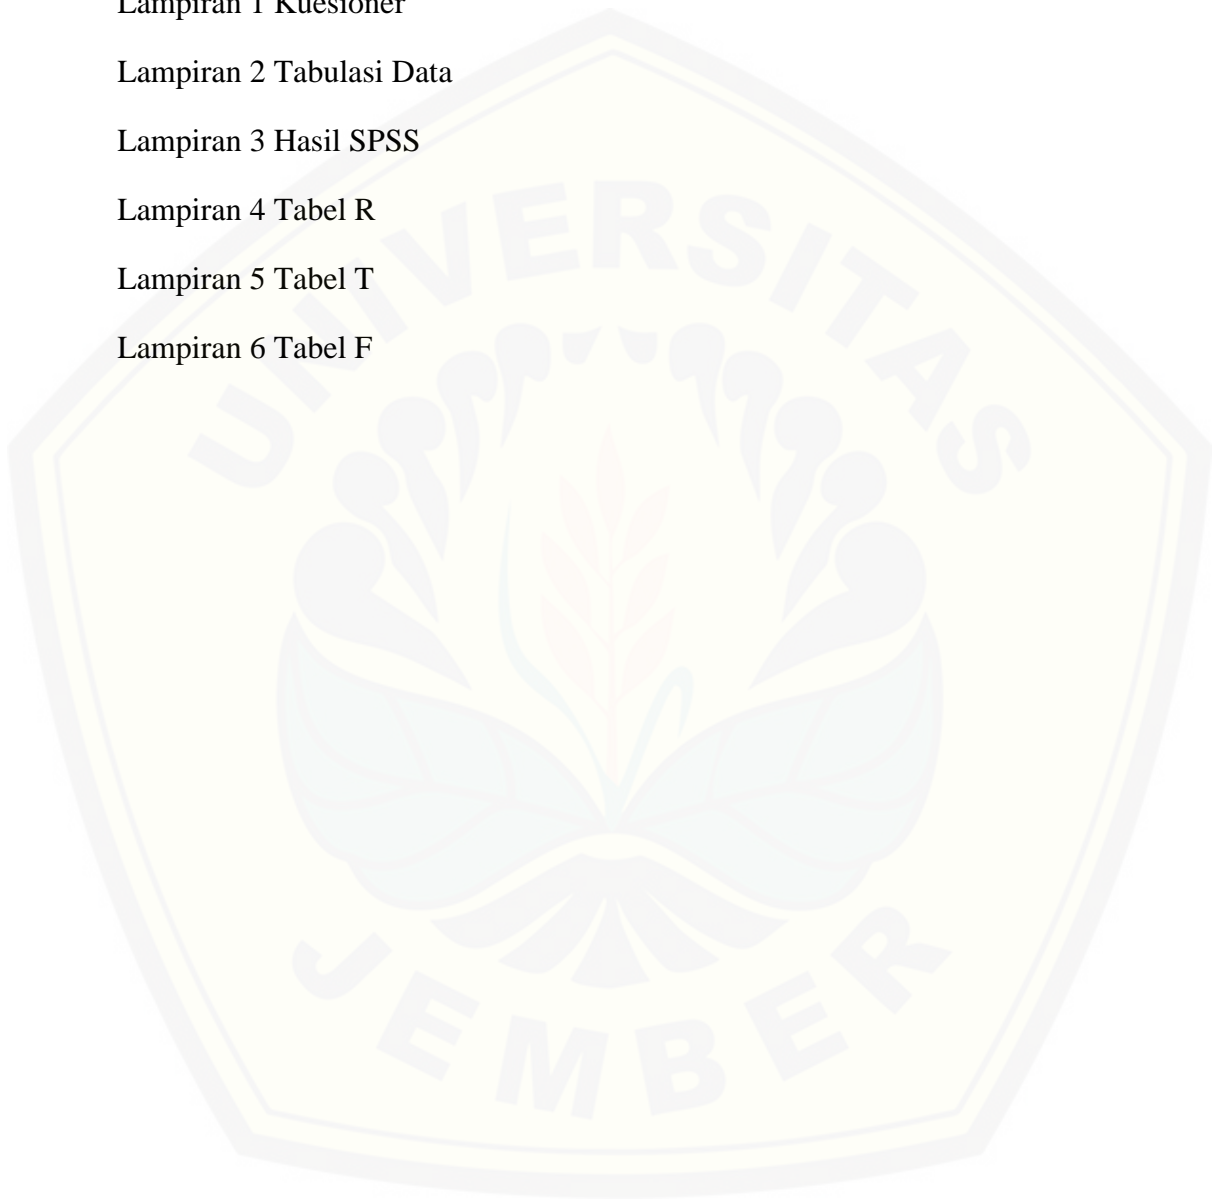 Lampiran 1 Kuesioner
Lampiran 2 Tabulasi Data
Lampiran 3 Hasil SPSS
Lampiran 4 Tabel R
Lampiran 5 Tabel T
Lampiran 6 Tabel F
UNIVERSITAS
JEMBER